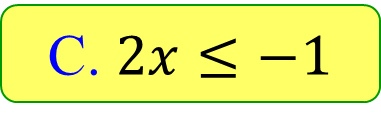 C. 2x ≤ −1